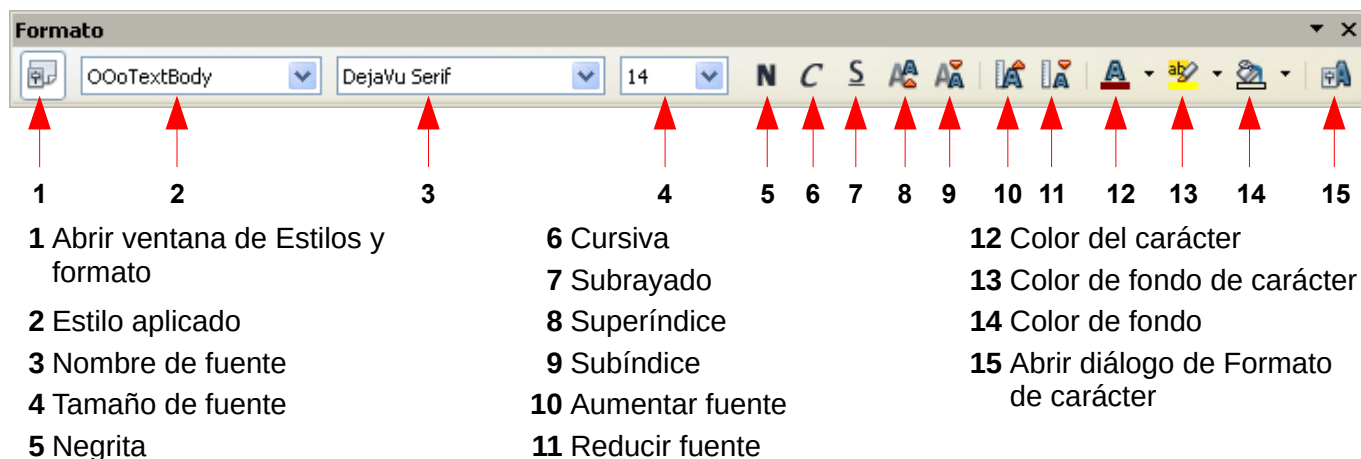 Formato
OOoTextBody DejaVu Serif 14 N C S A A A A A ab A
1 2 3 4 5 6 7 8 9 10 11 12 13 14 15
1 Abrir ventana de Estilos y
formato
2 Estilo aplicado
3 Nombre de fuente
4 Tamaño de fuente
5 Negrita
6 Cursiva
7 Subrayado
8 Superíndice
9 Subíndice
10 Aumentar fuente
11 Reducir fuente
12 Color del carácter
13 Color de fondo de carácter
14 Color de fondo
15 Abrir diálogo de Formato
de carácter